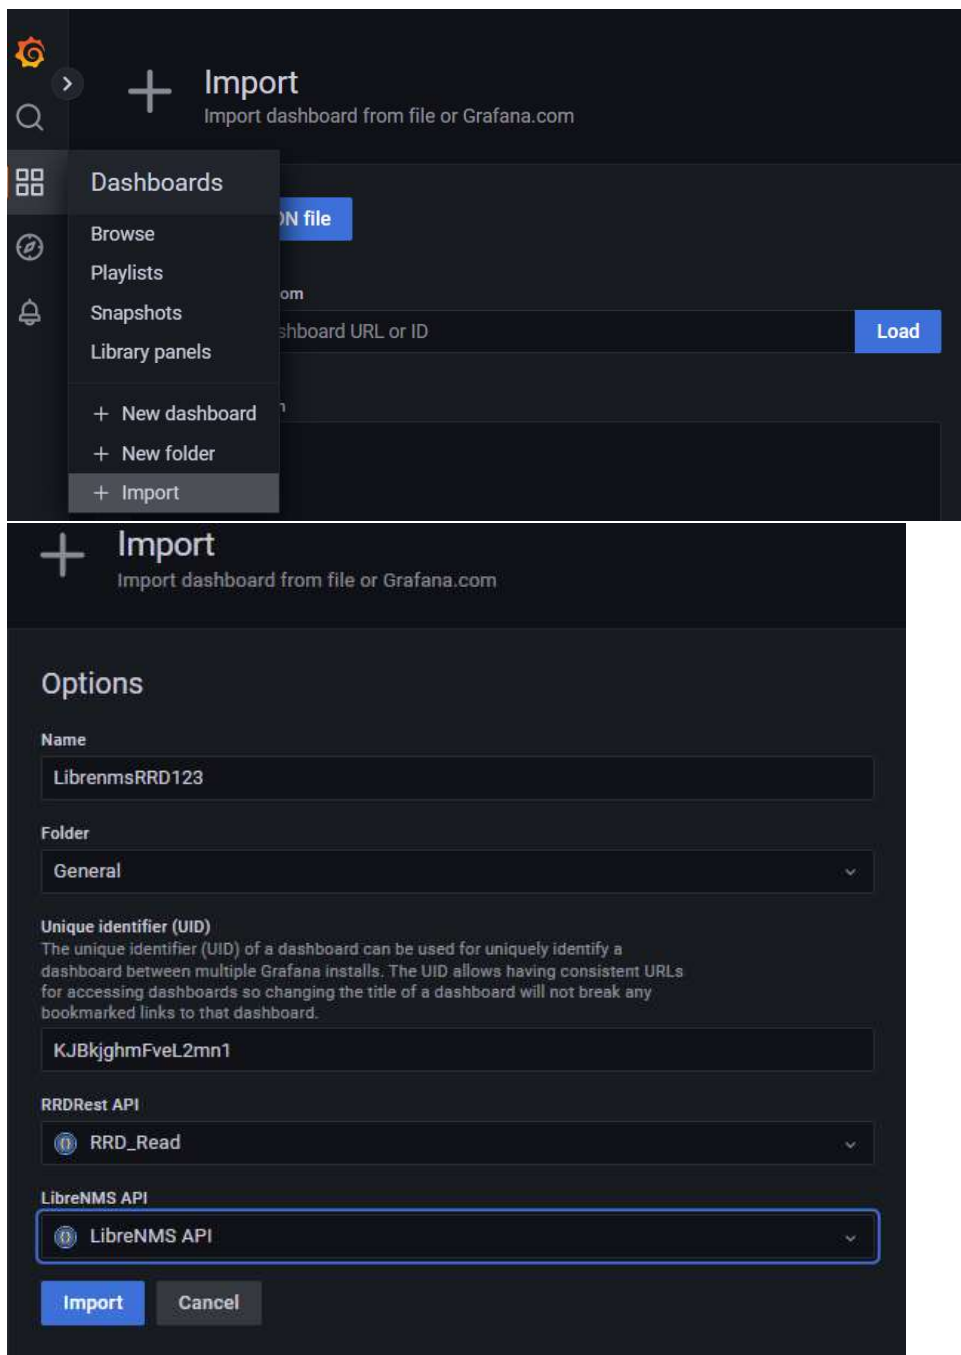 Import
Import dashboard from file or Grafana.com
Dashboards
ON file
Browse
Playlists
om
Snapshots
shboard URL or ID
Load
Library panels
+ New dashboard
n
+ New folder
+ Import
Import
Import dashboard from file or Grafana.com
Options
Name
LibrenmsRRD123
Folder
General
Unique identifier (UID)
The unique identifier (UID) of a dashboard can be used for uniquely identify a
dashboard between multiple Grafana installs. The UID allows having consistent URLs
for accessing dashboards so changing the title of a dashboard will not break any
bookmarked links to that dashboard.
KJBkjghmFveL2mn1
RRDRest API
RRD_Read
LibreNMS API
LibreNMS API
Import
Cancel